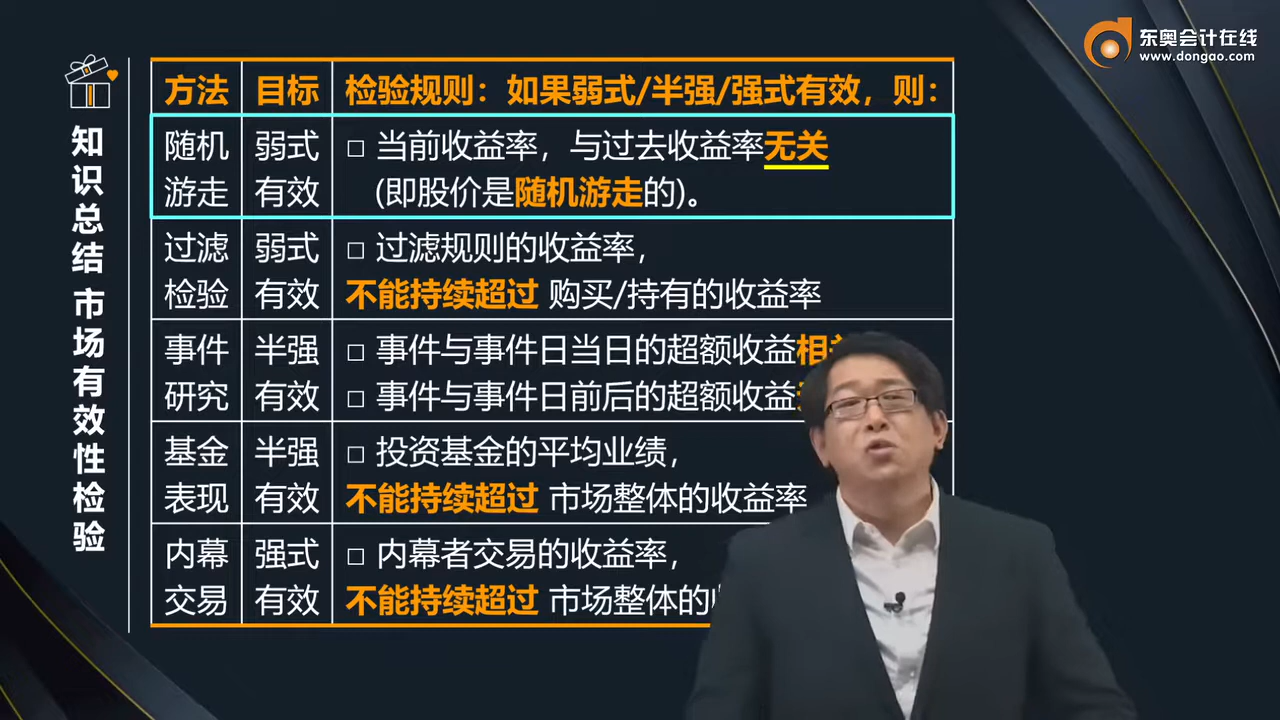 东奥会计在线
www.dongao.com
知识总结 市场有效性检验
方法 目标 检验规则：如果弱式/半强/强式有效，则：
随机 弱式 □ 当前收益率，与过去收益率无关
游走 有效 (即股价是随机游走的)。
过滤 弱式 □ 过滤规则的收益率，
检验 有效 不能持续超过 购买/持有的收益率
事件 半强 □ 事件与事件日当日的超额收益相
研究 有效 □ 事件与事件日前后的超额收益
基金 半强 □ 投资基金的平均业绩，
表现 有效 不能持续超过 市场整体的收益率
内幕 强式 □ 内幕者交易的收益率，
交易 有效 不能持续超过 市场整体的